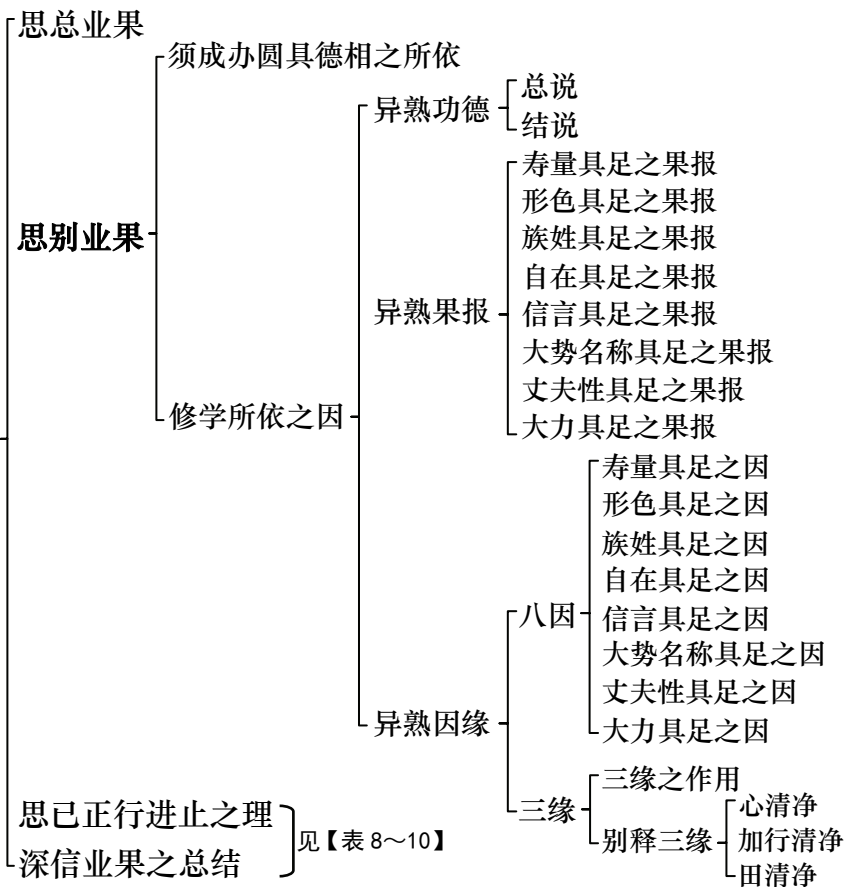 思总业果
须成办圆具德相之所依
思别业果
修学所依之因
异熟功德
总说
结说
异熟果报
寿量具足之果报
形色具足之果报
族姓具足之果报
自在具足之果报
信言具足之果报
大势名称具足之果报
丈夫性具足之果报
大力具足之果报
异熟因缘
八因
寿量具足之因
形色具足之因
族姓具足之因
自在具足之因
信言具足之因
大势名称具足之因
丈夫性具足之因
大力具足之因
三缘
三缘之作用
别释三缘
心清净
加行清净
田清净
思已正行进止之理
深信业果之总结
见【表8～10】